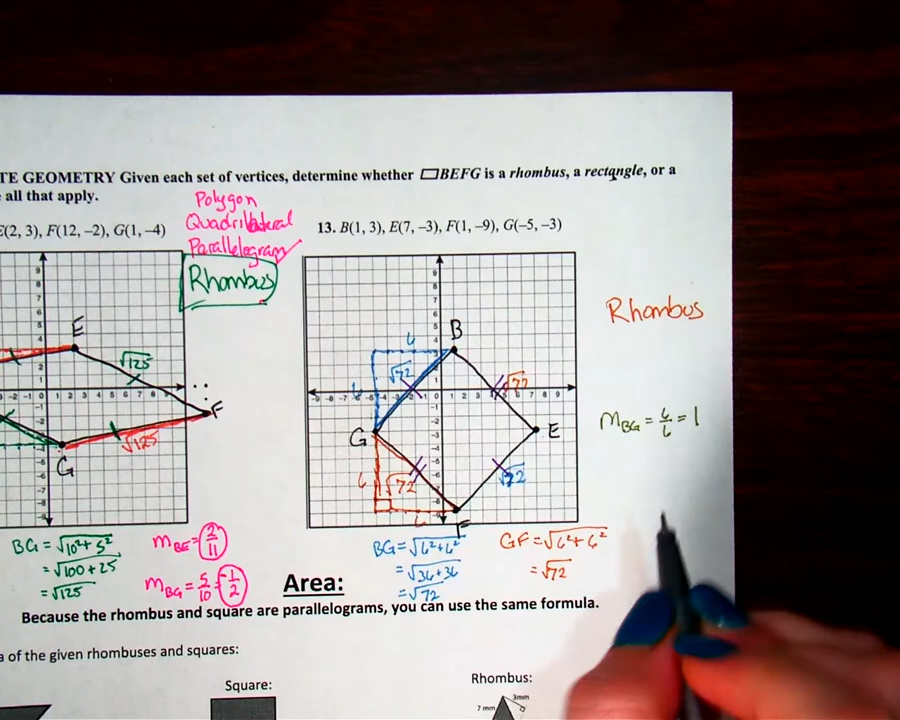 TE GEOMETRY Given each set of vertices, determine whether ▱BEFG is a rhombus, a rectangle, or a
all that apply.
E(2, 3), F(12, −2), G(1, −4)
Polygon
Quadrilateral
Parallelogram
Rhombus
13. B(1, 3), E(7, −3), F(1, −9), G(−5, −3)
E
√125
F
√125
G
B
6
√72
√72
6
G
E
6
√72
√72
6
F
Rhombus
m_BG = 6/6 = 1
BG = √10²+5²
= √100+25
= √125
m_BE = 2/11
m_BG = 5/10 = -1/2
BG = √6²+6²
= √36+36
= √72
GF = √6²+6²
= √72
Area:
Because the rhombus and square are parallelograms, you can use the same formula.
a of the given rhombuses and squares:
Square:
Rhombus:
3mm
7 mm